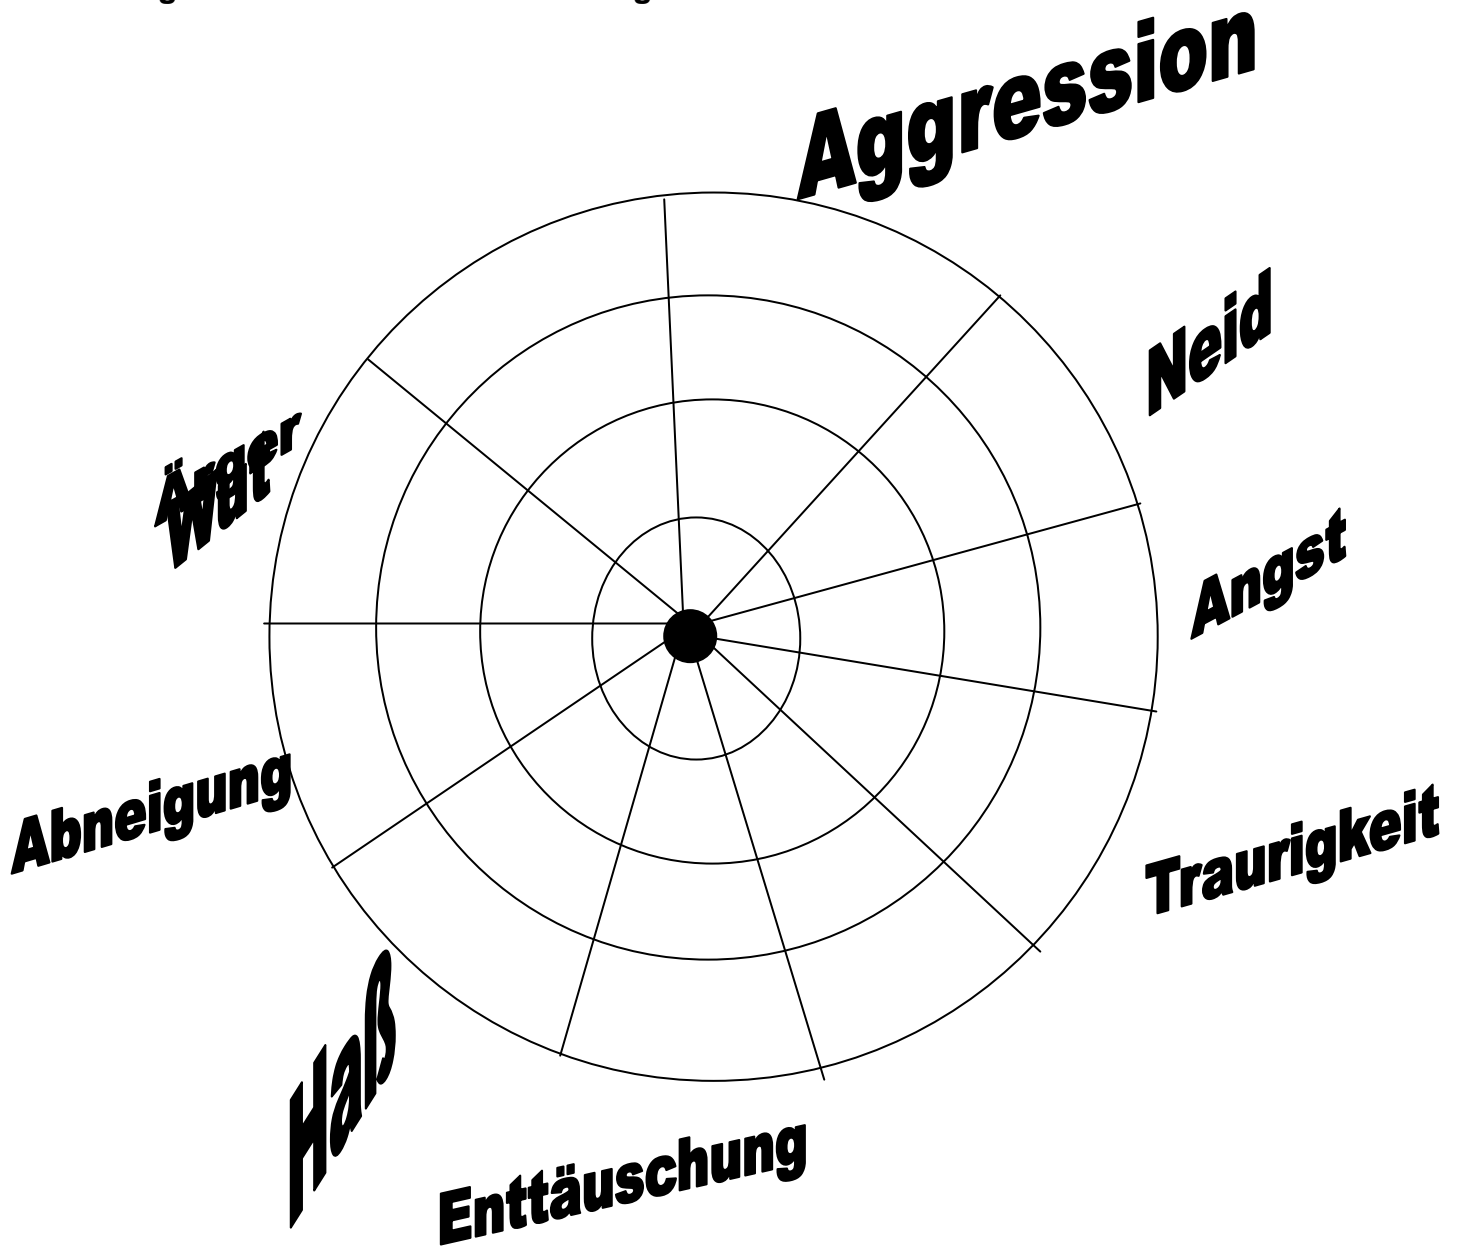 Aggression
Neid
Ärger
Wut
Angst
Abneigung
Traurigkeit
Haß
Enttäuschung